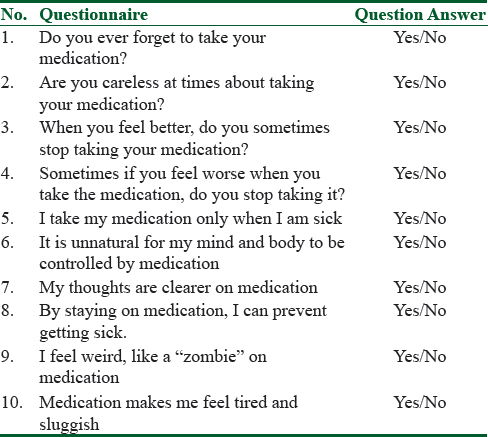 No. Questionnaire Question Answer
1. Do you ever forget to take your Yes/No
medication?
2. Are you careless at times about taking Yes/No
your medication?
3. When you feel better, do you sometimes Yes/No
stop taking your medication?
4. Sometimes if you feel worse when you Yes/No
take the medication, do you stop taking it?
5. I take my medication only when I am sick Yes/No
6. It is unnatural for my mind and body to be Yes/No
controlled by medication
7. My thoughts are clearer on medication Yes/No
8. By staying on medication, I can prevent Yes/No
getting sick.
9. I feel weird, like a “zombie” on Yes/No
medication
10. Medication makes me feel tired and Yes/No
sluggish